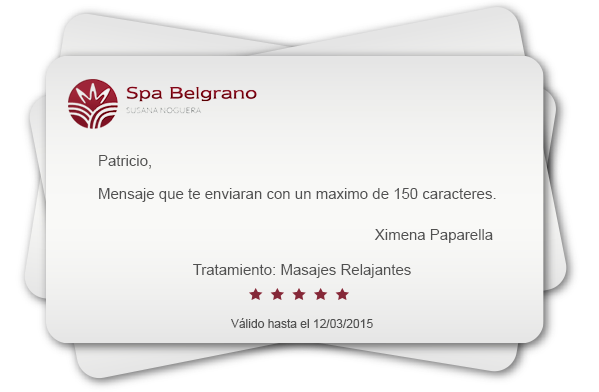 Spa Belgrano
SUSANA NOGUERA
Patricio,
Mensaje que te enviaran con un maximo de 150 caracteres.
Ximena Paparella
Tratamiento: Masajes Relajantes
Válido hasta el 12/03/2015